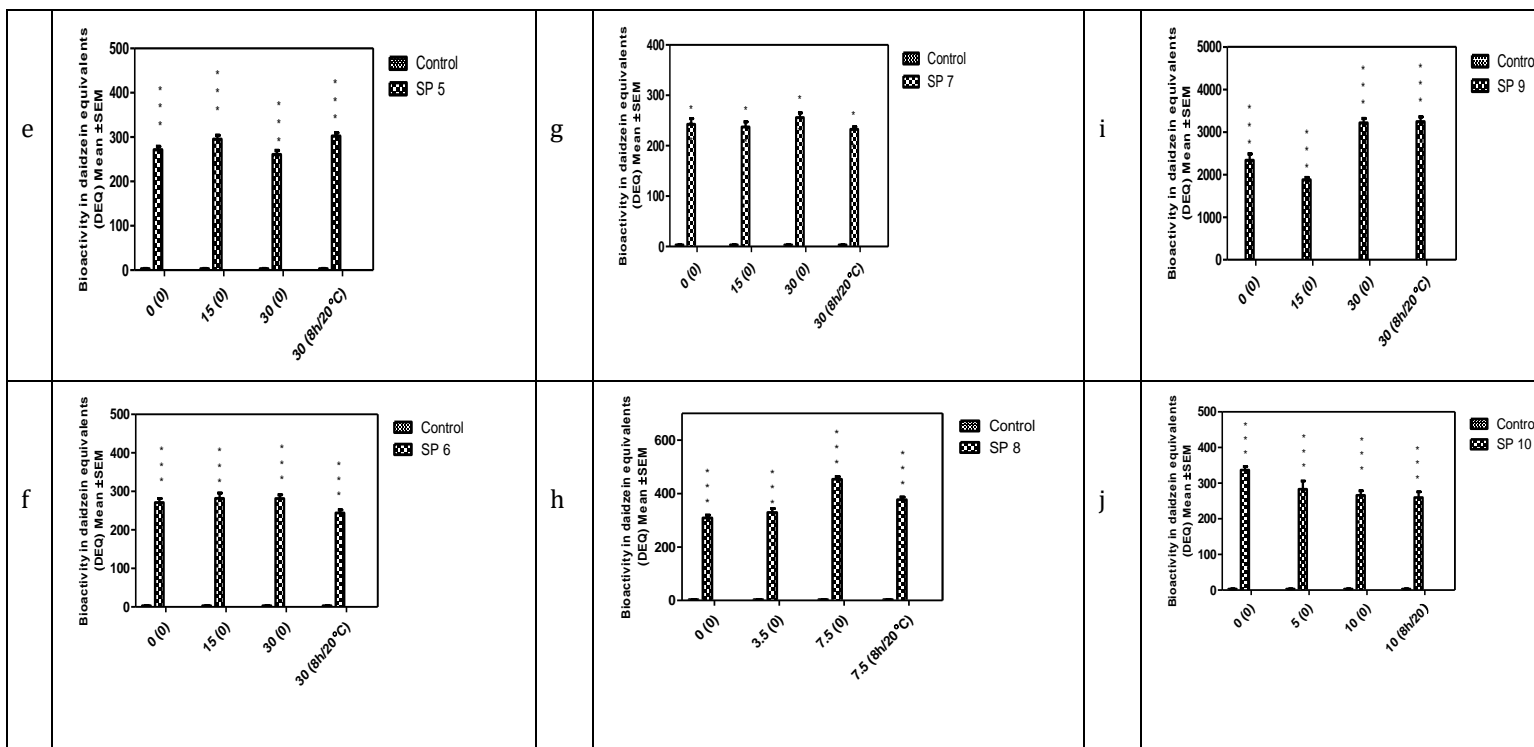 e
Bioactivity in daidzein equivalents
(DEQ) Mean ±SEM
500
400
300
200
100
0
***
***
***
***
0 (0)
15 (0)
30 (0)
30 (8h/20°C)
Control
SP 5
g
Bioactivity in daidzein equivalents
(DEQ) Mean ±SEM
400
300
200
100
0
*
*
*
*
0 (0)
15 (0)
30 (0)
30 (8h/20°C)
Control
SP 7
i
Bioactivity in daidzein equivalents
(DEQ) Mean ±SEM
5000
4000
3000
2000
1000
0
***
***
***
***
0 (0)
15 (0)
30 (0)
30 (8h/20°C)
Control
SP 9
f
Bioactivity in daidzein equivalents
(DEQ) Mean ±SEM
500
400
300
200
100
0
***
***
***
***
0 (0)
15 (0)
30 (0)
30 (8h/20°C)
Control
SP 6
h
Bioactivity in daidzein equivalents
(DEQ) Mean ±SEM
600
400
200
0
***
***
***
***
0 (0)
3.5 (0)
7.5 (0)
7.5 (8h/20°C)
Control
SP 8
j
Bioactivity in daidzein equivalents
(DEQ) Mean ±SEM
500
400
300
200
100
0
***
***
***
***
0 (0)
5 (0)
10 (0)
10 (8h/20)
Control
SP 10